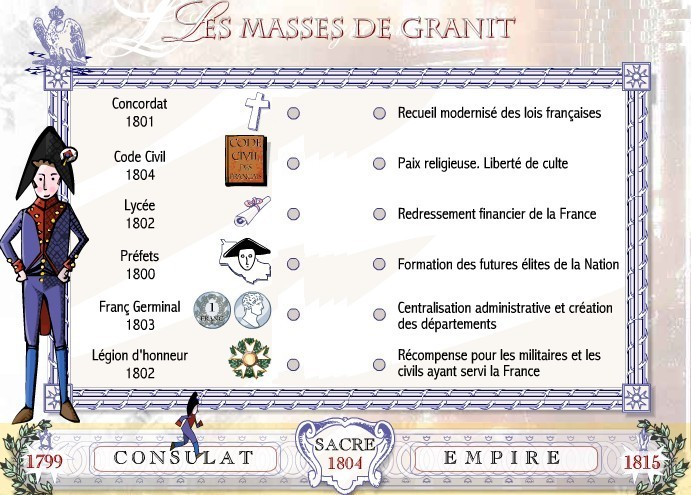 LES MASSES DE GRANIT
Concordat
1801
Recueil modernisé des lois françaises
Code Civil
1804
CODE
CIVIL
DES
FRANÇAIS
Paix religieuse. Liberté de culte
Lycée
1802
Redressement financier de la France
Préfets
1800
Formation des futures élites de la Nation
Franç Germinal
1803
1
FRANC
Centralisation administrative et création
des départements
Légion d'honneur
1802
Récompense pour les militaires et les
civils ayant servi la France
1799
CONSULAT
SACRE
1804
EMPIRE
1815